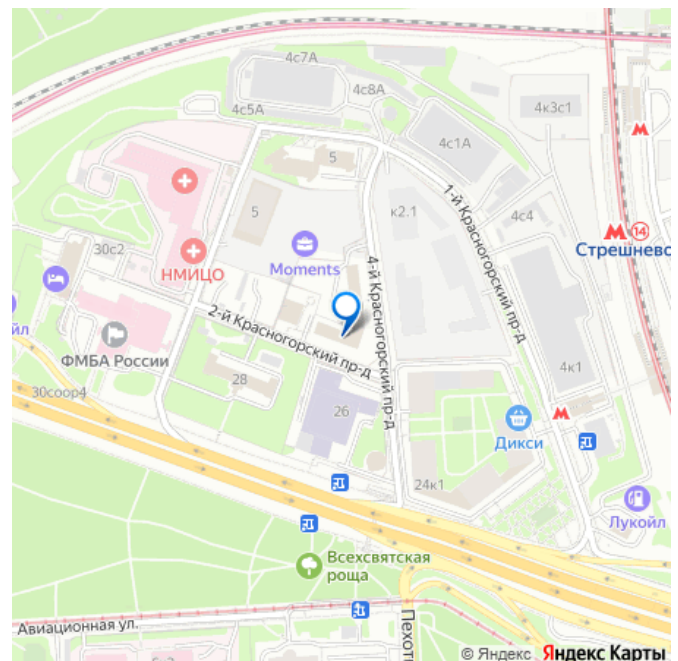 4с7А
4с8А
4с5А
4к3с1
4с1А
5
1-й Красногорский пр-д
5
к2.1
4с4
14
Стрешнево
30с2
НМИЦО
Moments
4-й Красногорский пр-д
2-й Красногорский пр-д
ФМБА России
4к1
28
30соор4
26
Дикси
24к1
Лукойл
Всехсвятская
роща
Авиационная ул.
© Яндекс Яндекс Карты